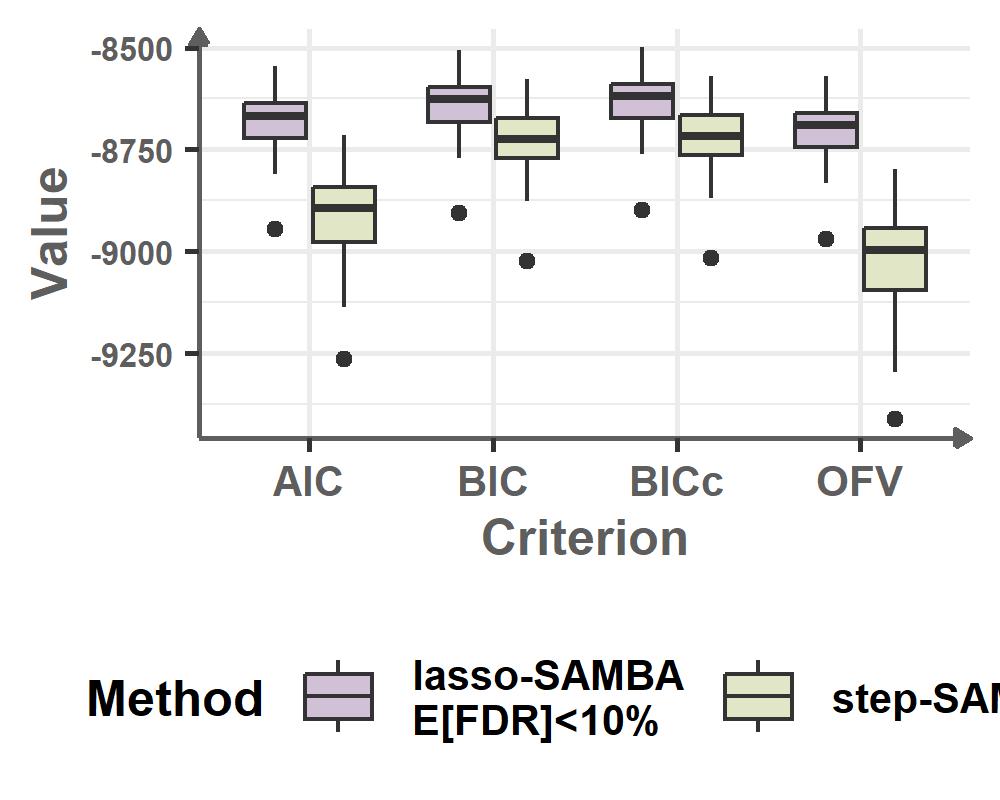 -8500
-8750
-9000
-9250
Value
AIC BIC BICc OFV
Criterion
Method
lasso-SAMBA
E[FDR]<10%